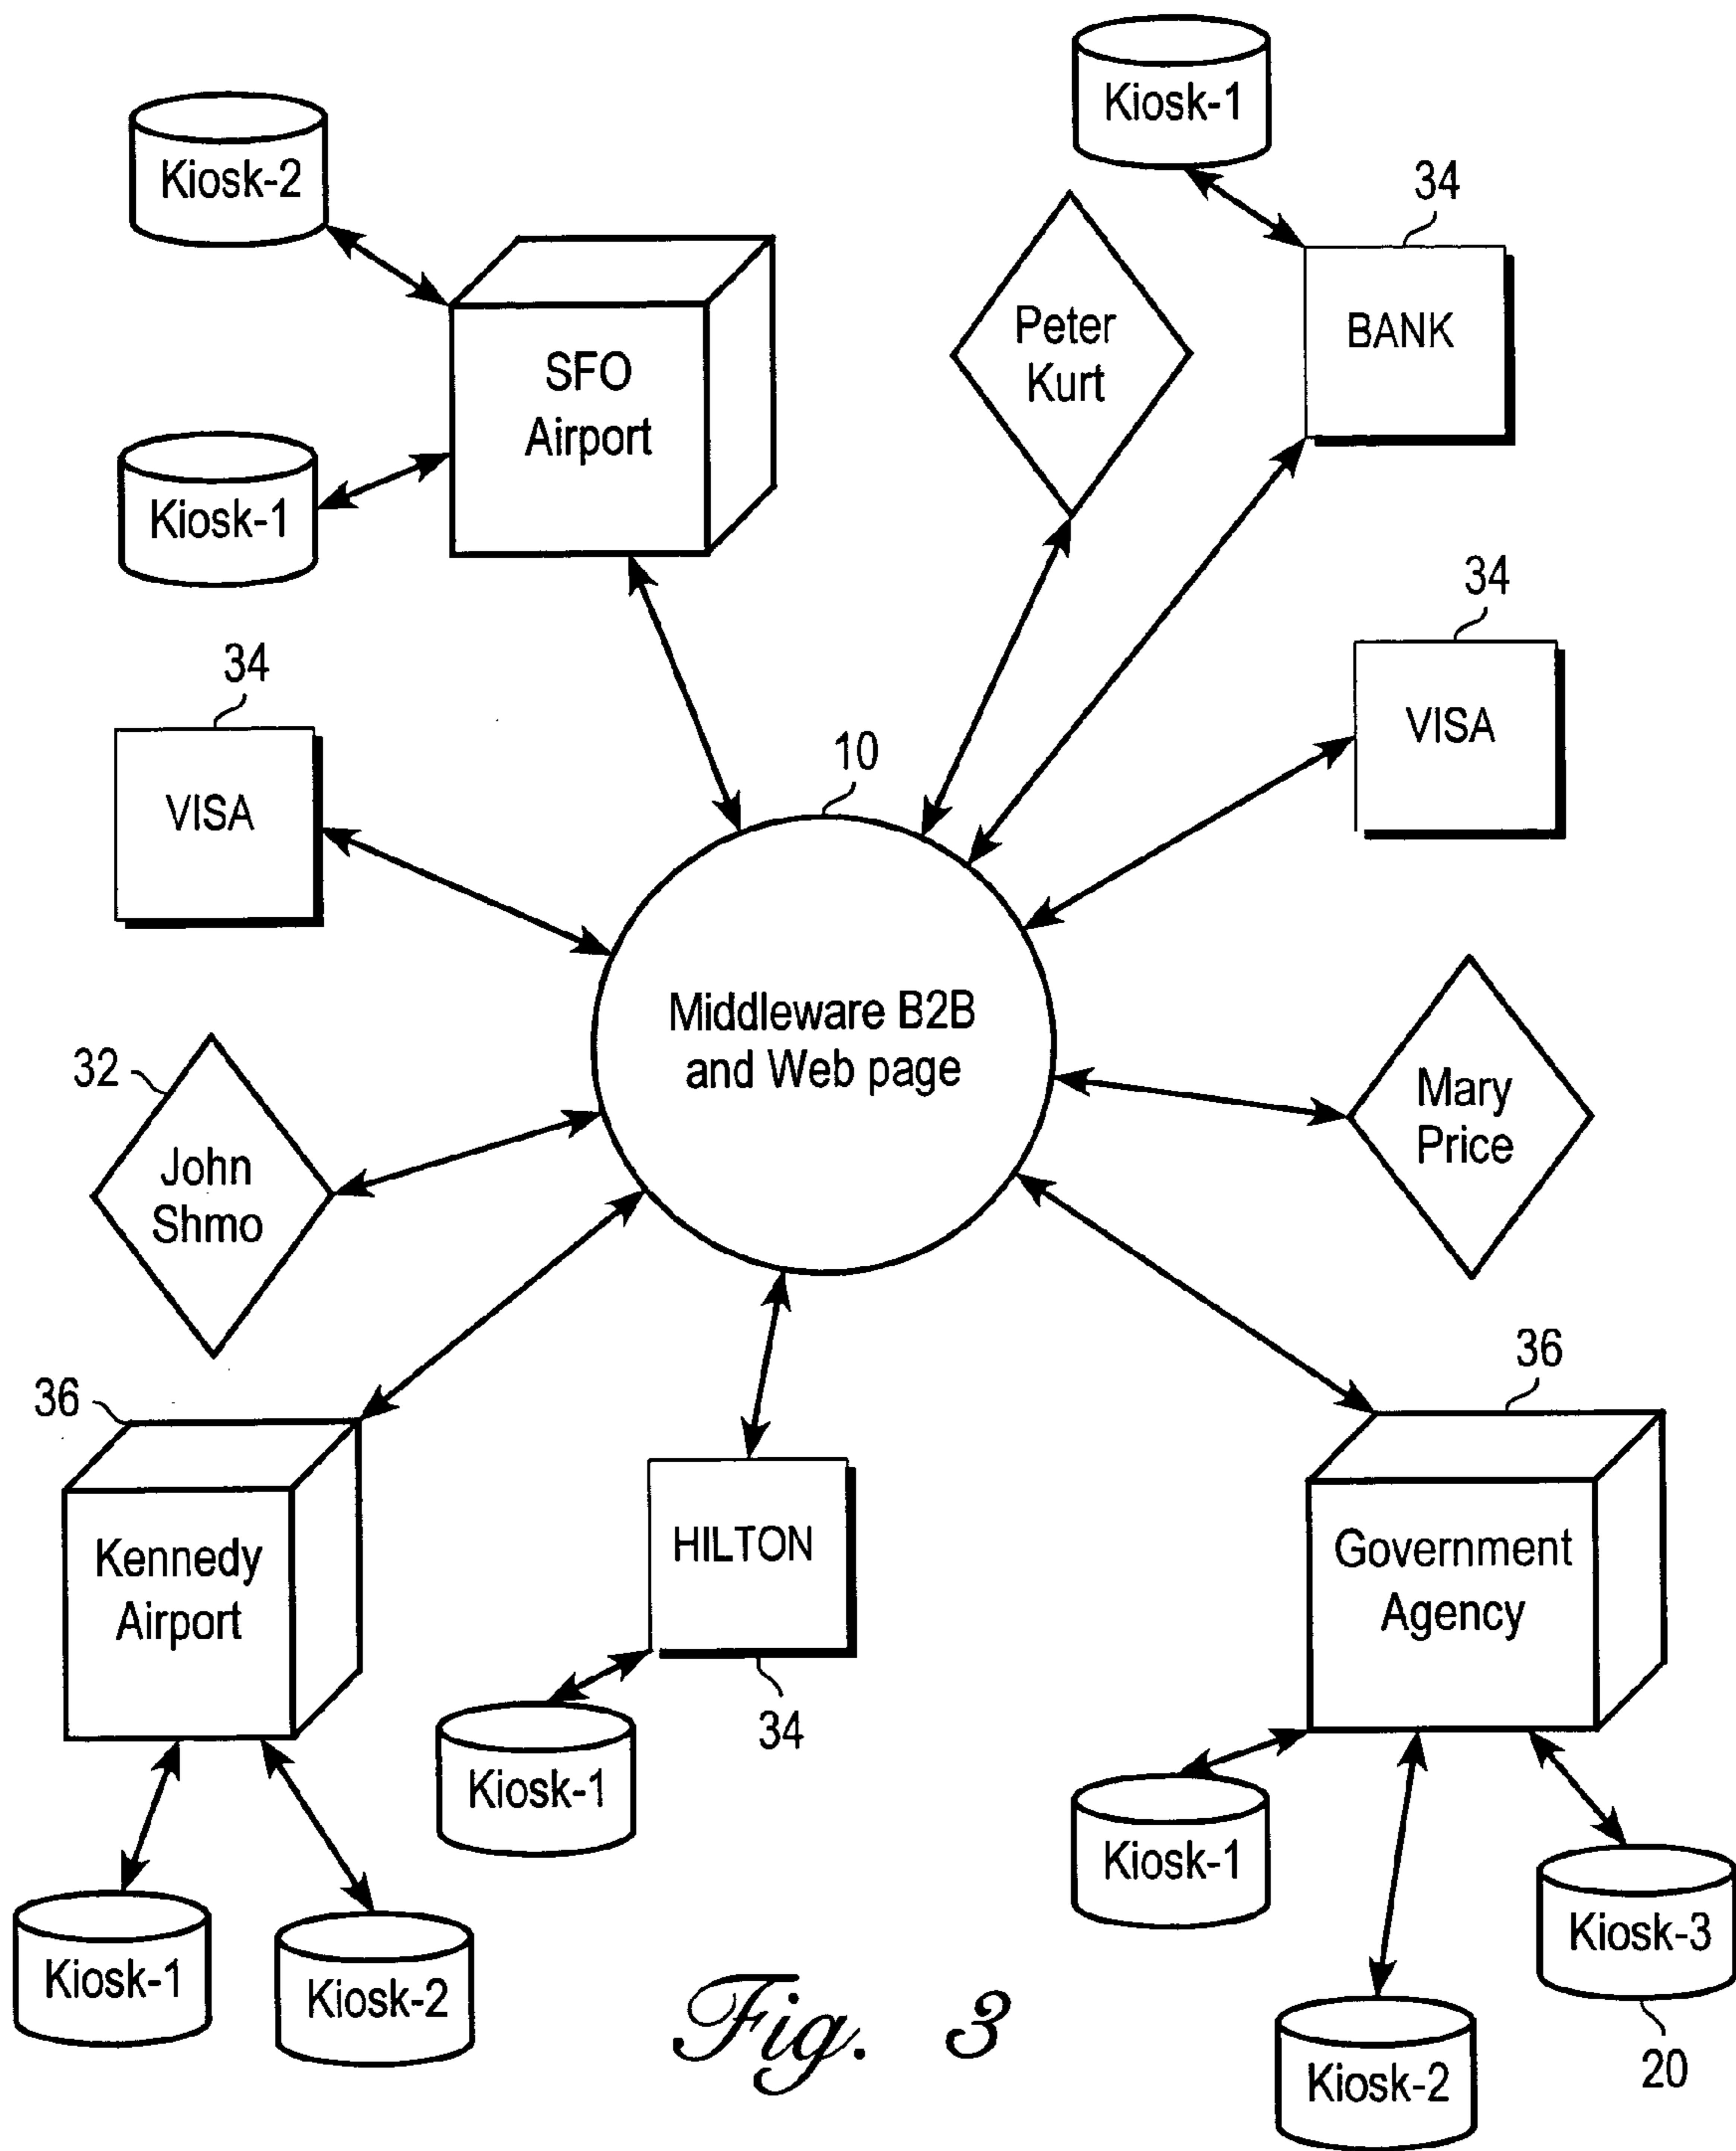 Kiosk-1
Kiosk-2
34
SFO
Airport
Peter
Kurt
BANK
Kiosk-1
34
VISA
34
VISA
10
Middleware B2B
and Web page
32
John
Shmo
Mary
Price
36
Kennedy
Airport
HILTON
34
36
Government
Agency
Kiosk-1
Kiosk-1
Kiosk-2
Kiosk-1
Kiosk-3
Kiosk-2
20
Fig. 3